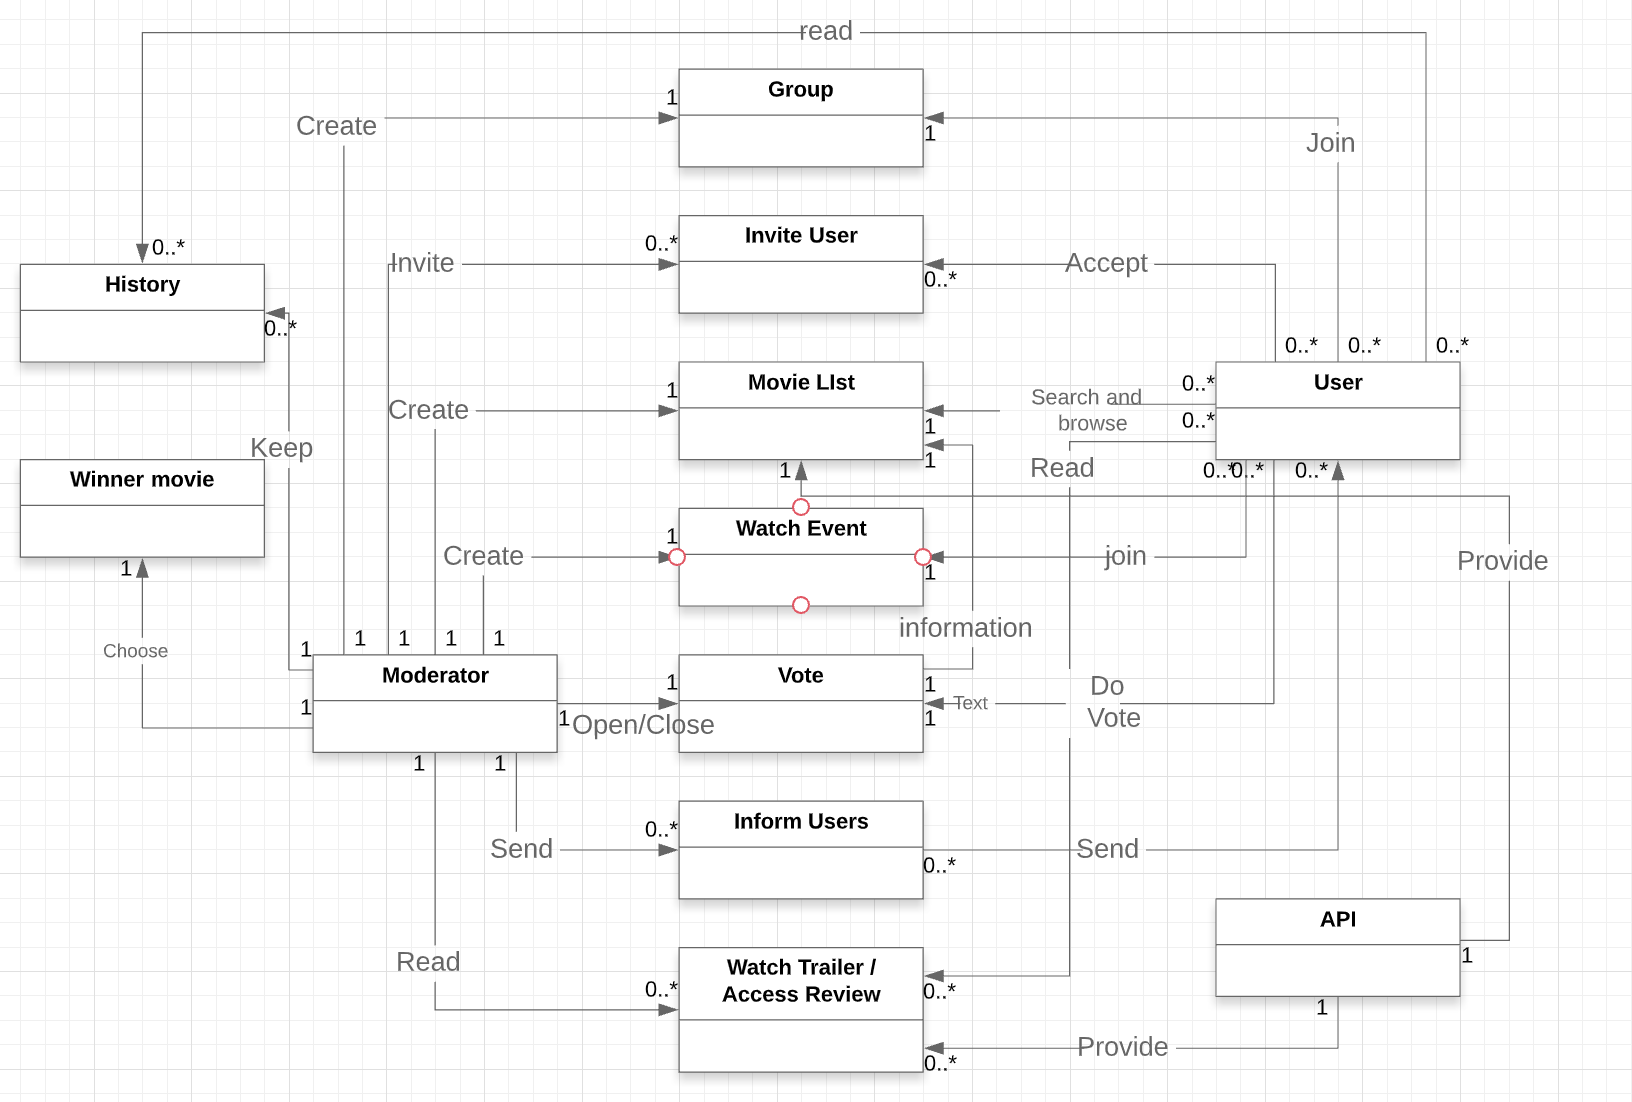 read
Group
1
Create
1
Join
0..*
Invite User
0..*
Invite
Accept
0..*
History
0..*
0..*
0..*
0..*
Movie LIst
User
1
Create
Search and
browse
0..*
0..*
1
Keep
1
Read
1
0..*
0..*
0..*
Winner movie
Watch Event
1
Create
join
1
Provide
1
information
1
1
1
1
1
Choose
Moderator
Vote
1
1
Do
Vote
Text
1
1
1
Open/Close
1
1
Inform Users
0..*
Send
Send
0..*
API
Read
Watch Trailer /
Access Review
0..*
0..*
1
1
Provide
0..*